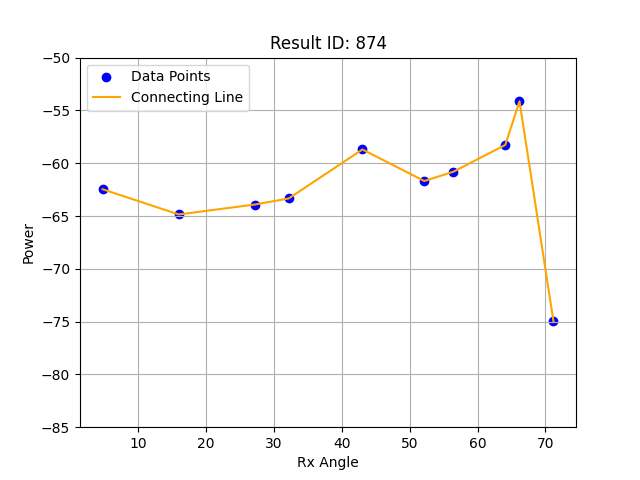 Result ID: 874
Data Points
Connecting Line
Power
−50
−55
−60
−65
−70
−75
−80
−85
10 20 30 40 50 60 70
Rx Angle